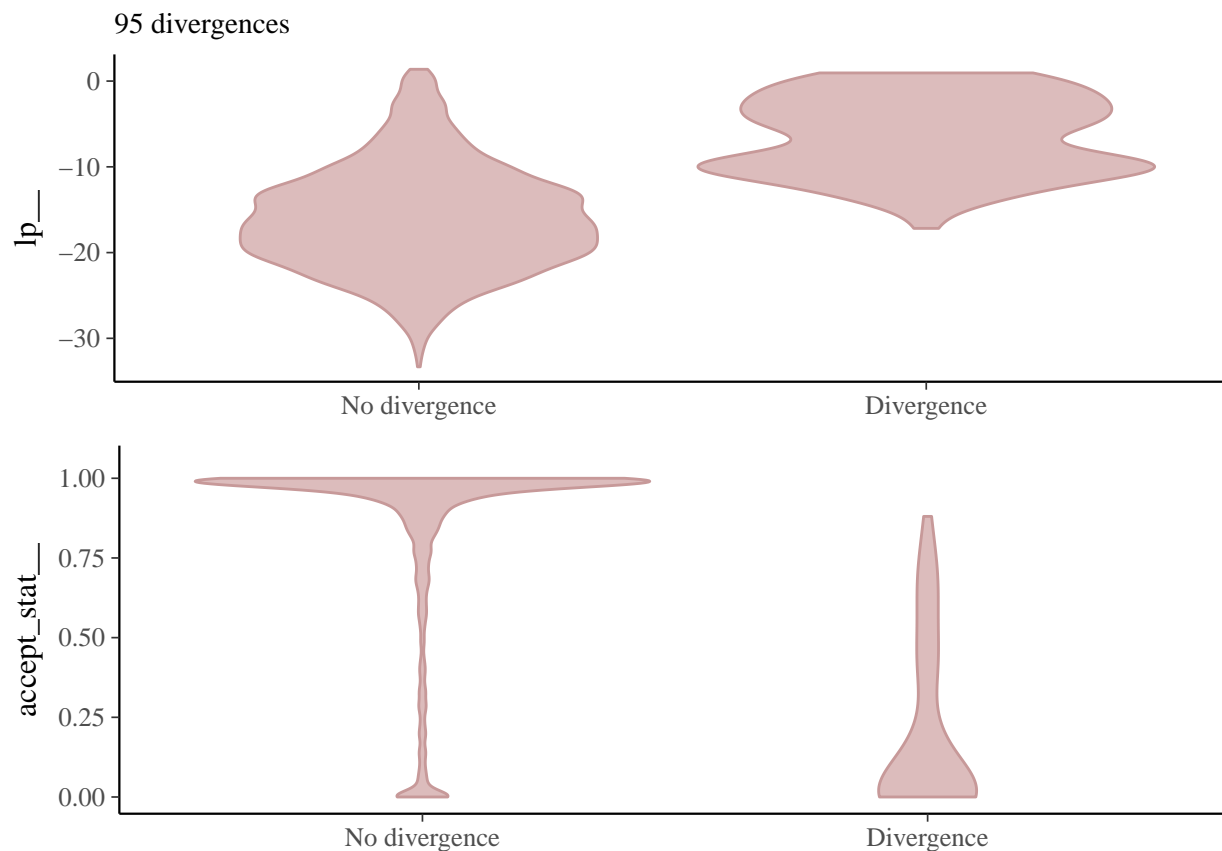 95 divergences
lp__
0
−10
−20
−30
No divergence
Divergence
accept_stat__
1.00
0.75
0.50
0.25
0.00
No divergence
Divergence